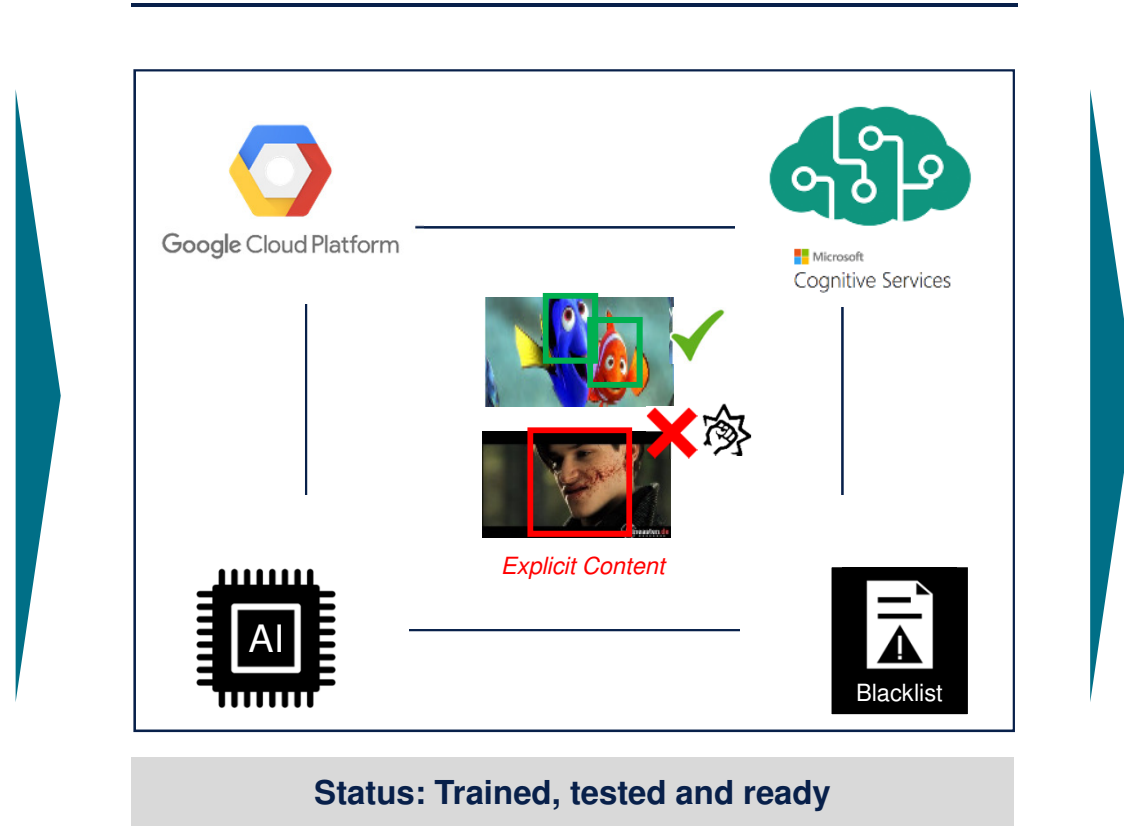 Google Cloud Platform
Microsoft
Cognitive Services
Explicit Content
AI
Blacklist
Status: Trained, tested and ready